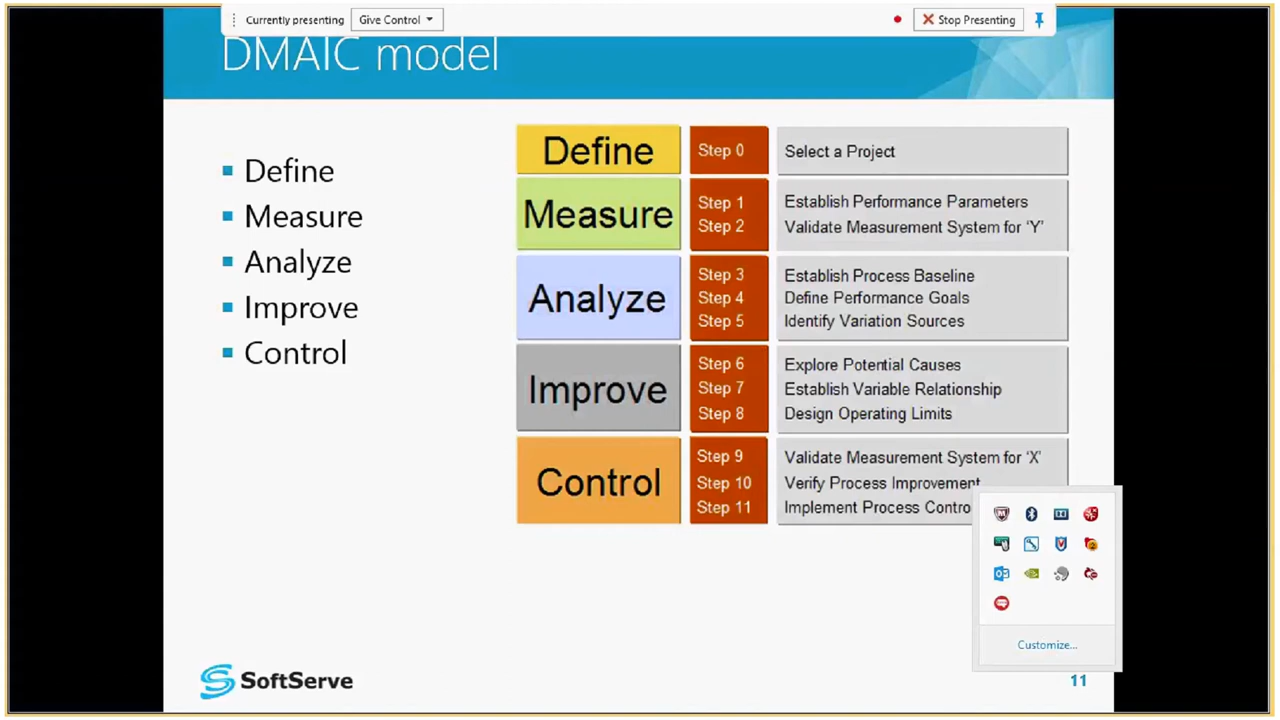 Currently presenting Give Control Stop Presenting
DMAIC model
Define
Measure
Analyze
Improve
Control
Define
Step 0
Select a Project
Measure
Step 1
Establish Performance Parameters
Step 2
Validate Measurement System for ‘Y’
Analyze
Step 3
Establish Process Baseline
Step 4
Define Performance Goals
Step 5
Identify Variation Sources
Improve
Step 6
Explore Potential Causes
Step 7
Establish Variable Relationship
Step 8
Design Operating Limits
Control
Step 9
Validate Measurement System for ‘X’
Step 10
Verify Process Improvement
Step 11
Implement Process Contro
Customize...
SoftServe
11